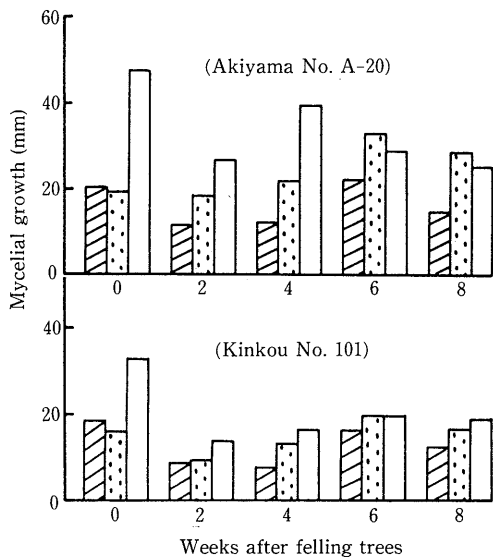 60
(Akiyama No. A-20)
40
20
0
0 2 4 6 8
Mycelial growth (mm)
40
(Kinkou No. 101)
20
0
0 2 4 6 8
Weeks after felling trees